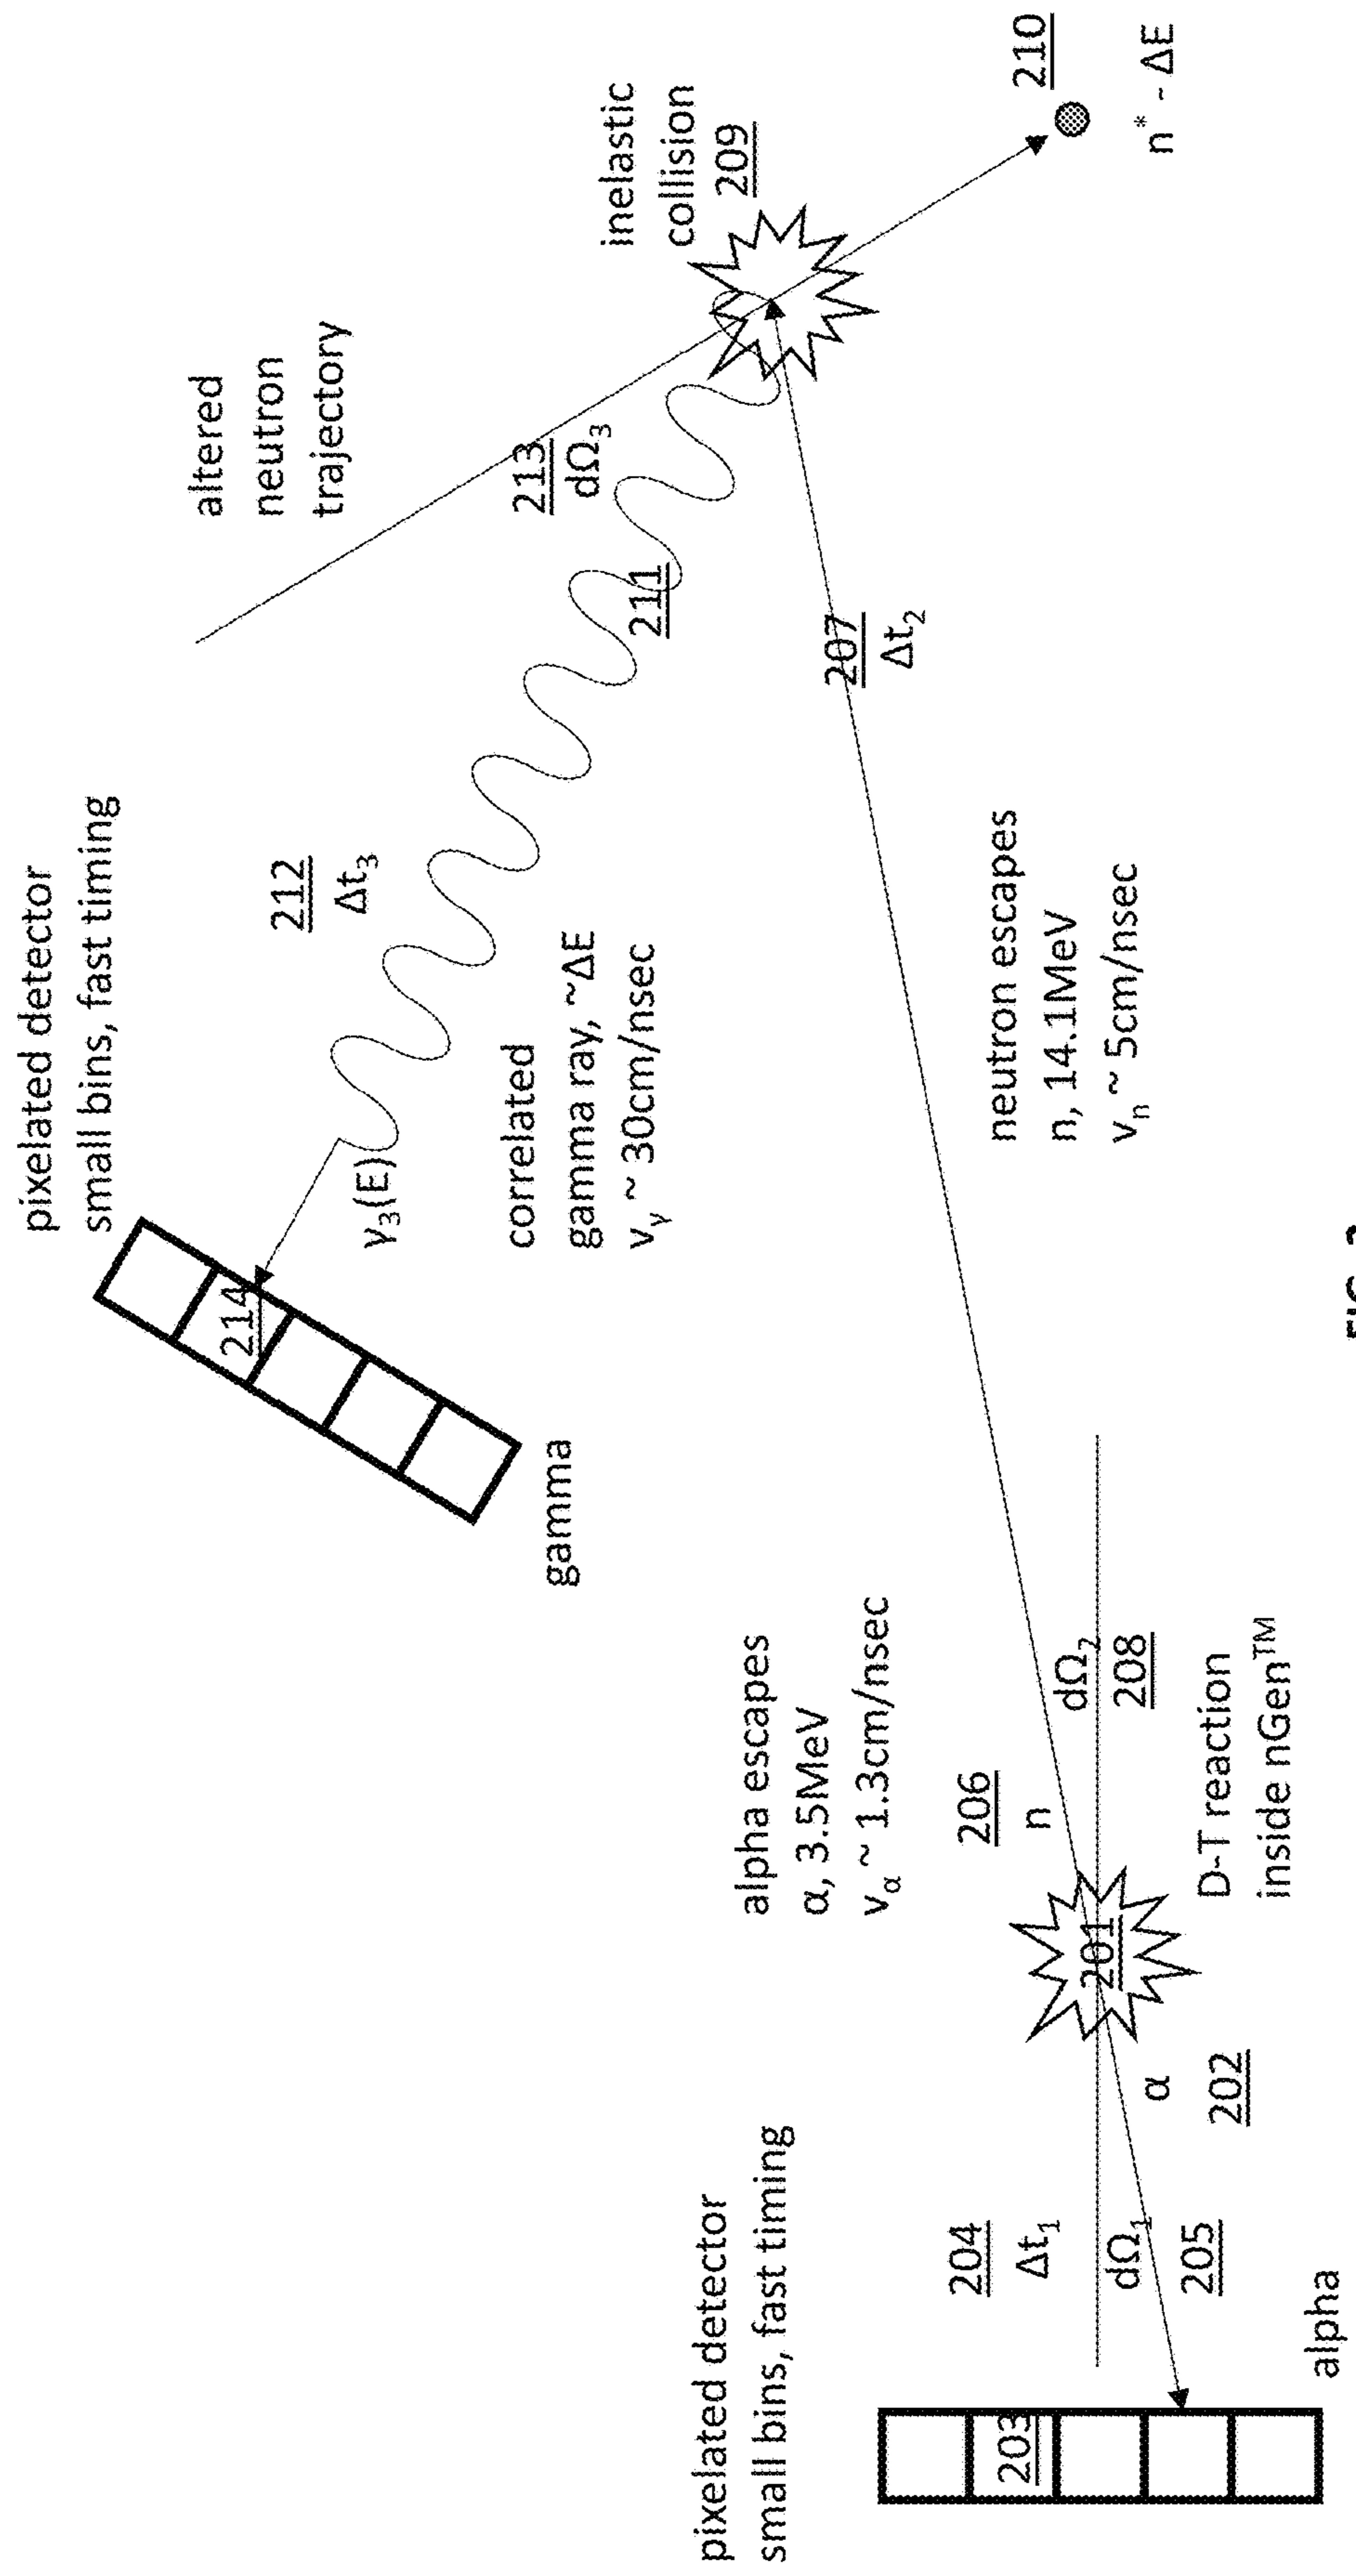 pixelated detector
small bins, fast timing
214
gamma
γ₃(E)
212
Δt₃
correlated
gamma ray, ~ΔE
vᵧ ~ 30cm/nsec
211
altered
neutron
trajectory
213
dΩ₃
inelastic
collision
209
210
n* - ΔE
207
Δt₂
neutron escapes
n, 14.1MeV
vₙ ~ 5cm/nsec
pixelated detector
small bins, fast timing
203
alpha
204
Δt₁
dΩ₁
205
α
202
alpha escapes
α, 3.5MeV
v_α ~ 1.3cm/nsec
206
n
201
dΩ₂
208
D-T reaction
inside nGen™
FIG.